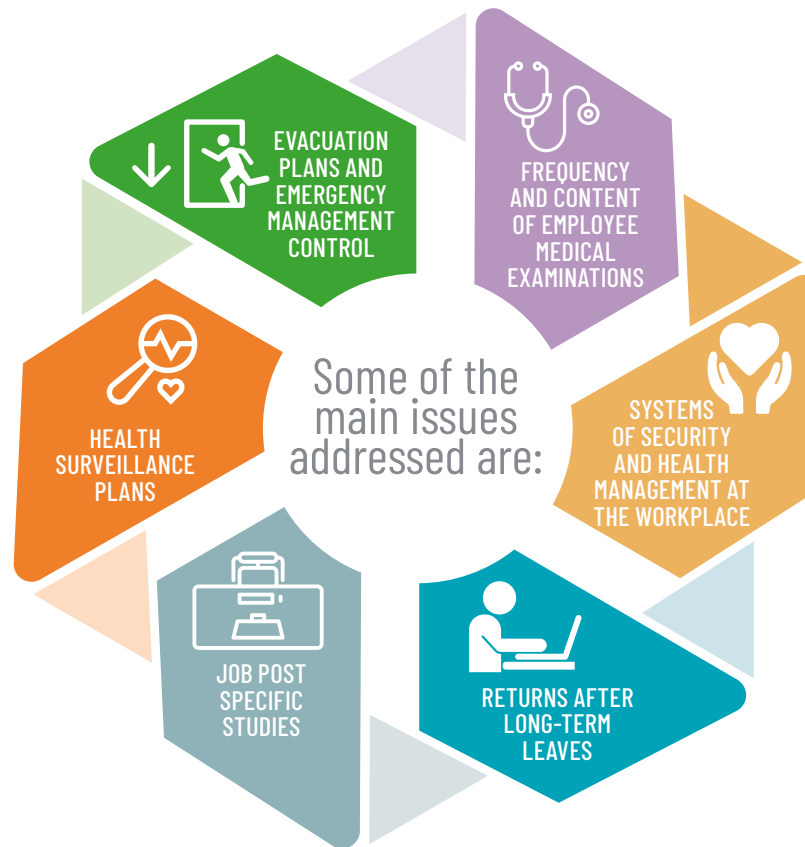 Some of the
main issues
addressed are:
EVACUATION
PLANS AND
EMERGENCY
MANAGEMENT
CONTROL
FREQUENCY
AND CONTENT
OF EMPLOYEE
MEDICAL
EXAMINATIONS
SYSTEMS
OF SECURITY
AND HEALTH
MANAGEMENT AT
THE WORKPLACE
RETURNS AFTER
LONG-TERM
LEAVES
JOB POST
SPECIFIC
STUDIES
HEALTH
SURVEILLANCE
PLANS